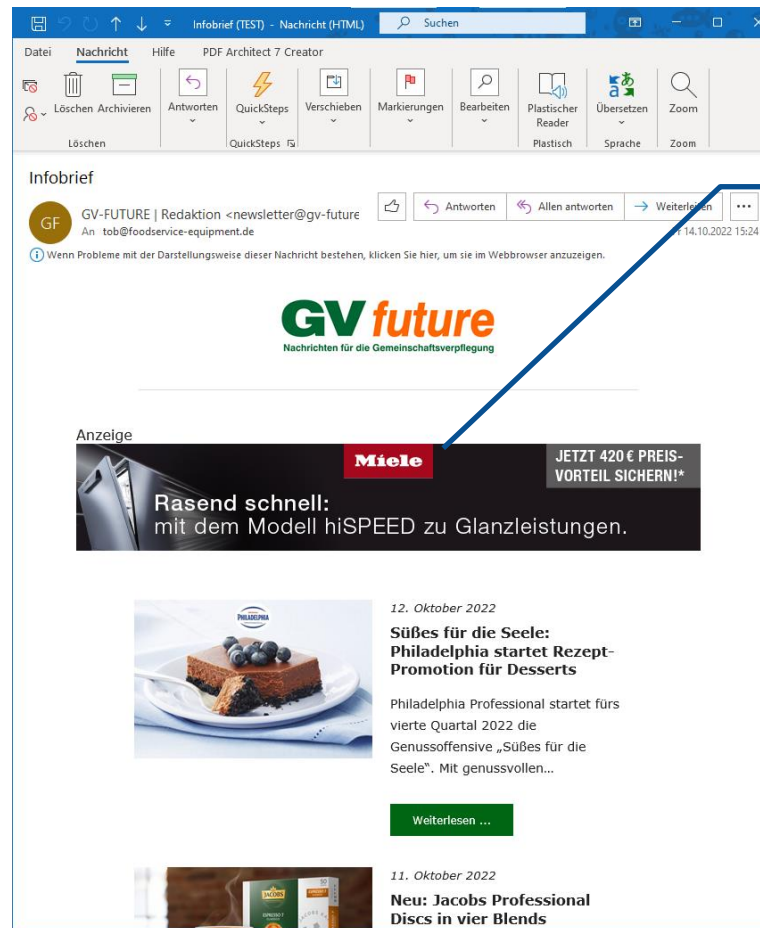 Infobrief (TEST) - Nachricht (HTML)
Suchen
Datei Nachricht Hilfe PDF Architect 7 Creator
Löschen Archivieren Antworten QuickSteps Verschieben Markierungen Bearbeiten Plastischer Reader Übersetzen Zoom
Löschen QuickSteps Plastisch Sprache Zoom
Infobrief
GF
GV-FUTURE | Redaktion <newsletter@gv-future
Antworten Allen antworten Weiterleiten
An tob@foodservice-equipment.de
14.10.2022 15:24
Wenn Probleme mit der Darstellungsweise dieser Nachricht bestehen, klicken Sie hier, um sie im Webbrowser anzuzeigen.
GV future
Nachrichten für die Gemeinschaftsverpflegung
Anzeige
Miele
JETZT 420 € PREIS-
VORTEIL SICHERN!*
Rasend schnell:
mit dem Modell hiSPEED zu Glanzleistungen.
PHILADELPHIA
12. Oktober 2022
Süßes für die Seele:
Philadelphia startet Rezept-
Promotion für Desserts
Philadelphia Professional startet fürs
vierte Quartal 2022 die
Genussoffensive „Süßes für die
Seele“. Mit genussvollen...
Weiterlesen ...
JACOBS
11. Oktober 2022
Neu: Jacobs Professional
Discs in vier Blends